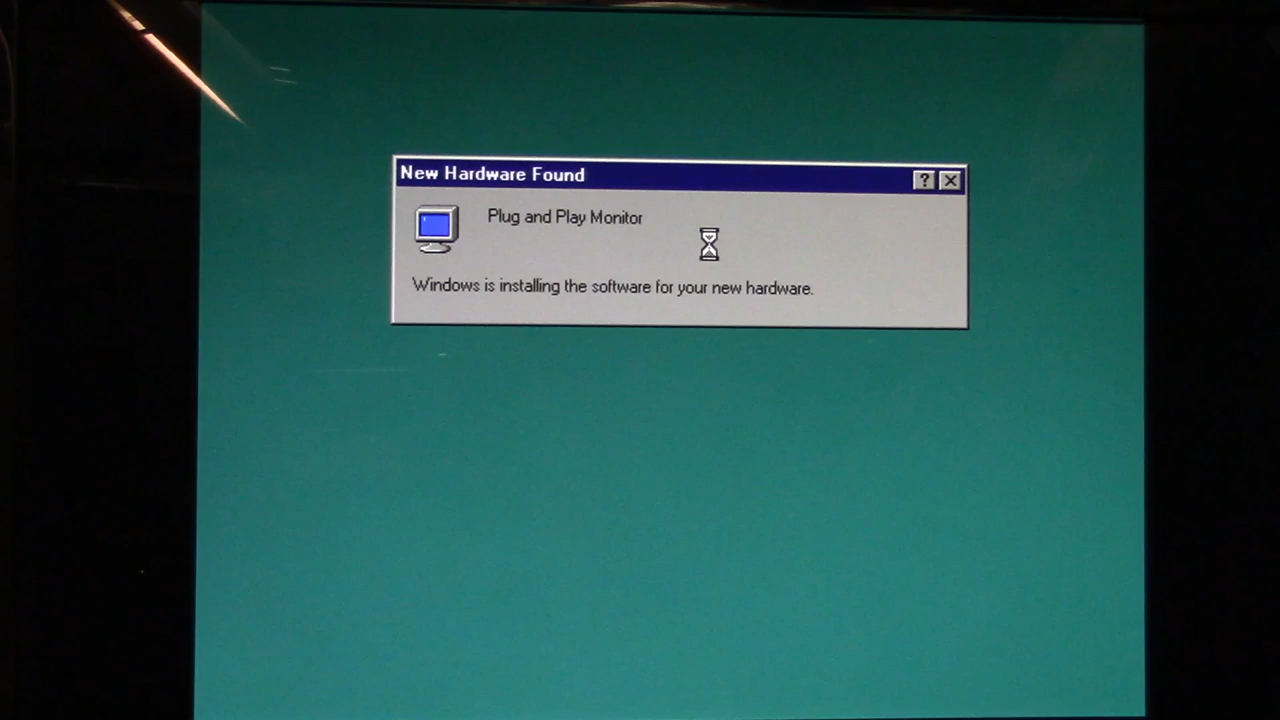 New Hardware Found
Plug and Play Monitor
Windows is installing the software for your new hardware.